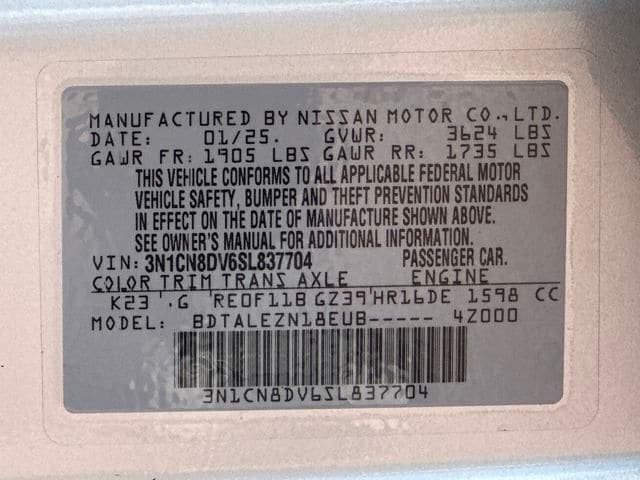 MANUFACTURED BY NISSAN MOTOR CO.,LTD.
DATE: 01/25. GVWR: 3624 LBS
GAWR FR: 1905 LBS GAWR RR: 1735 LBS
THIS VEHICLE CONFORMS TO ALL APPLICABLE FEDERAL MOTOR
VEHICLE SAFETY, BUMPER AND THEFT PREVENTION STANDARDS
IN EFFECT ON THE DATE OF MANUFACTURE SHOWN ABOVE.
SEE OWNER'S MANUAL FOR ADDITIONAL INFORMATION
VIN: 3N1CN8DV6SL837704 PASSENGER CAR.
COLOR TRIM TRANS AXLE ENGINE
K23 G RE0F11B GZ39 HR16DE 1598 CC
MODEL: BDTALEZN18EUB----- 4Z000
3N1CN8DV6SL837704